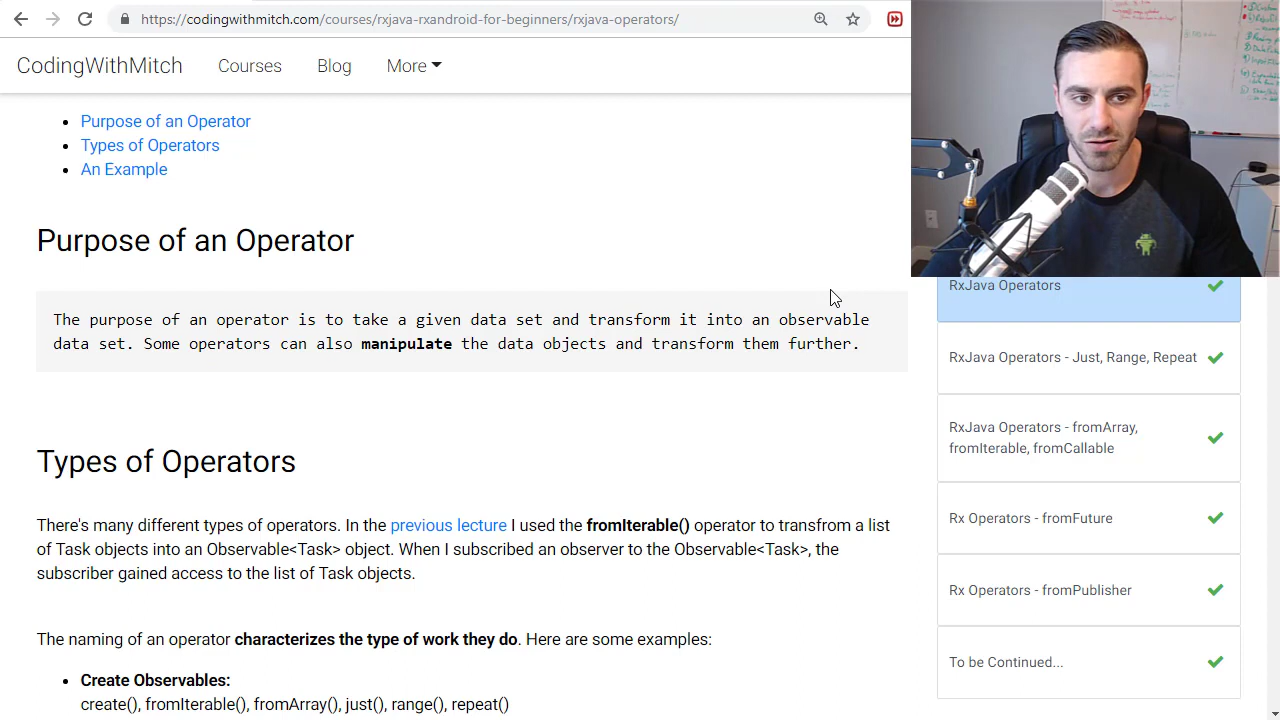 https://codingwithmitch.com/courses/rxjava-rxandroid-for-beginners/rxjava-operators/
CodingWithMitch
Courses
Blog
More
Purpose of an Operator
Types of Operators
An Example
Purpose of an Operator
The purpose of an operator is to take a given data set and transform it into an observable
data set. Some operators can also manipulate the data objects and transform them further.
Types of Operators
There's many different types of operators. In the previous lecture I used the fromIterable() operator to transfrom a list
of Task objects into an Observable<Task> object. When I subscribed an observer to the Observable<Task>, the
subscriber gained access to the list of Task objects.
The naming of an operator characterizes the type of work they do. Here are some examples:
Create Observables:
create(), fromIterable(), fromArray(), just(), range(), repeat()
RxJava Operators
RxJava Operators - Just, Range, Repeat
RxJava Operators - fromArray,
fromIterable, fromCallable
Rx Operators - fromFuture
Rx Operators - fromPublisher
To be Continued...